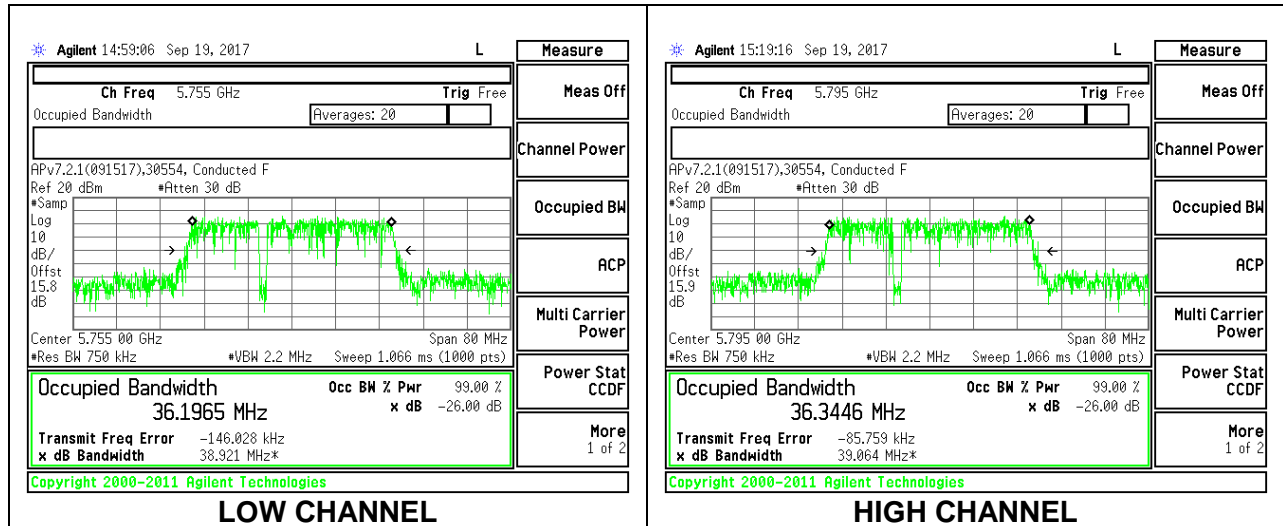 Agilent 14:59:06 Sep 19, 2017 L
Measure
Ch Freq 5.755 GHz Trig Free
Meas Off
Occupied Bandwidth Averages: 20
Channel Power
APv7.2.1(091517),30554, Conducted F
Ref 20 dBm #Atten 30 dB
#Samp
Occupied BW
Log
10
dB/
ACP
Offst
15.8
dB
Multi Carrier
Power
Center 5.755 00 GHz Span 80 MHz
#Res BW 750 kHz #VBW 2.2 MHz Sweep 1.066 ms (1000 pts)
Power Stat
CCDF
Occupied Bandwidth Occ BW % Pwr 99.00 %
36.1965 MHz x dB -26.00 dB
More
1 of 2
Transmit Freq Error -146.028 kHz
x dB Bandwidth 38.921 MHz*
Copyright 2000-2011 Agilent Technologies
LOW CHANNEL
Agilent 15:19:16 Sep 19, 2017 L
Measure
Ch Freq 5.795 GHz Trig Free
Meas Off
Occupied Bandwidth Averages: 20
Channel Power
APv7.2.1(091517),30554, Conducted F
Ref 20 dBm #Atten 30 dB
#Samp
Occupied BW
Log
10
dB/
ACP
Offst
15.9
dB
Multi Carrier
Power
Center 5.795 00 GHz Span 80 MHz
#Res BW 750 kHz #VBW 2.2 MHz Sweep 1.066 ms (1000 pts)
Power Stat
CCDF
Occupied Bandwidth Occ BW % Pwr 99.00 %
36.3446 MHz x dB -26.00 dB
More
1 of 2
Transmit Freq Error -85.759 kHz
x dB Bandwidth 39.064 MHz*
Copyright 2000-2011 Agilent Technologies
HIGH CHANNEL